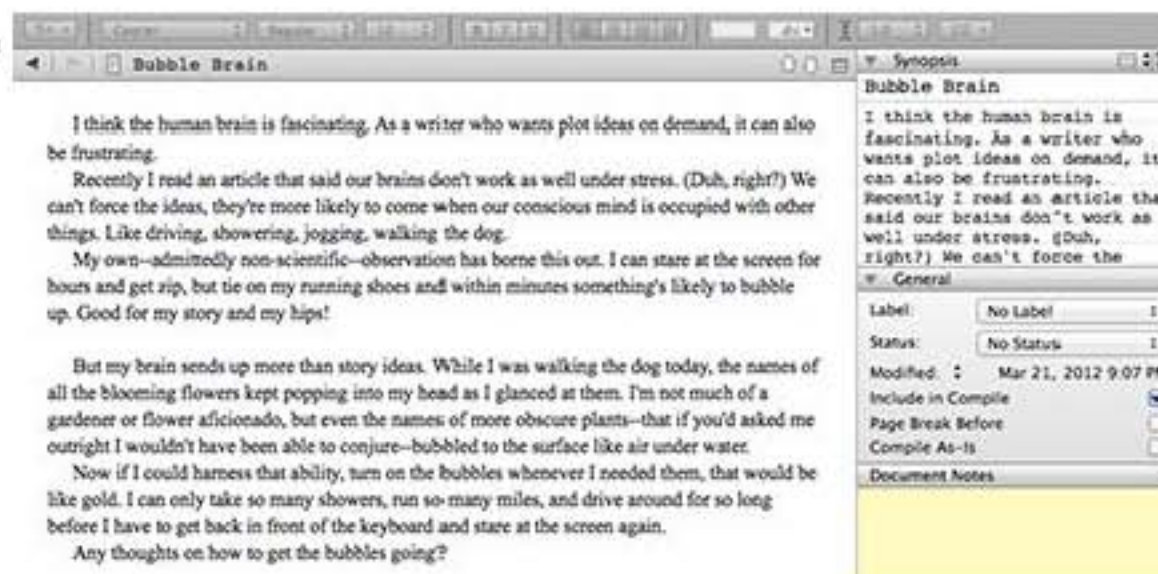 Bubble Brain
I think the human brain is fascinating. As a writer who wants plot ideas on demand, it can also
be frustrating.
Recently I read an article that said our brains don't work as well under stress. (Duh, right?) We
can't force the ideas, they're more likely to come when our conscious mind is occupied with other
things. Like driving, showering, jogging, walking the dog.
My own--admittedly non-scientific--observation has borne this out. I can stare at the screen for
hours and get zip, but tie on my running shoes and within minutes something's likely to bubble
up. Good for my story and my hips!
But my brain sends up more than story ideas. While I was walking the dog today, the names of
all the blooming flowers kept popping into my head as I glanced at them. I'm not much of a
gardener or flower aficionado, but even the names of more obscure plants--that if you'd asked me
outright I wouldn't have been able to conjure--bubbled to the surface like air under water.
Now if I could harness that ability, turn on the bubbles whenever I needed them, that would be
like gold. I can only take so many showers, run so many miles, and drive around for so long
before I have to get back in front of the keyboard and stare at the screen again.
Any thoughts on how to get the bubbles going?
Synopsis
Bubble Brain
I think the human brain is
fascinating. As a writer who
wants plot ideas on demand, it
can also be frustrating.
Recently I read an article tha
said our brains don't work as
well under stress. (Duh,
right?) We can't force the
General
Label: No Label
Status: No Status
Modified: Mar 21, 2012 9:07 PM
Include in Compile
Page Break Before
Compile As-Is
Document Notes